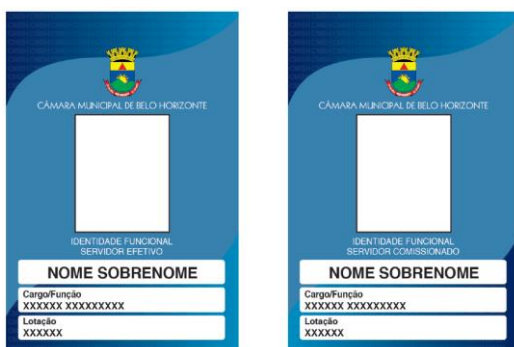 CÂMARA MUNICIPAL DE BELO HORIZONTE
IDENTIDADE FUNCIONAL
SERVIDOR EFETIVO
NOME SOBRENOME
Cargo/Função
XXXXXX XXXXXXXXX
Lotação
XXXXXX
CÂMARA MUNICIPAL DE BELO HORIZONTE
IDENTIDADE FUNCIONAL
SERVIDOR COMISSIONADO
NOME SOBRENOME
Cargo/Função
XXXXXX XXXXXXXXX
Lotação
XXXXXX